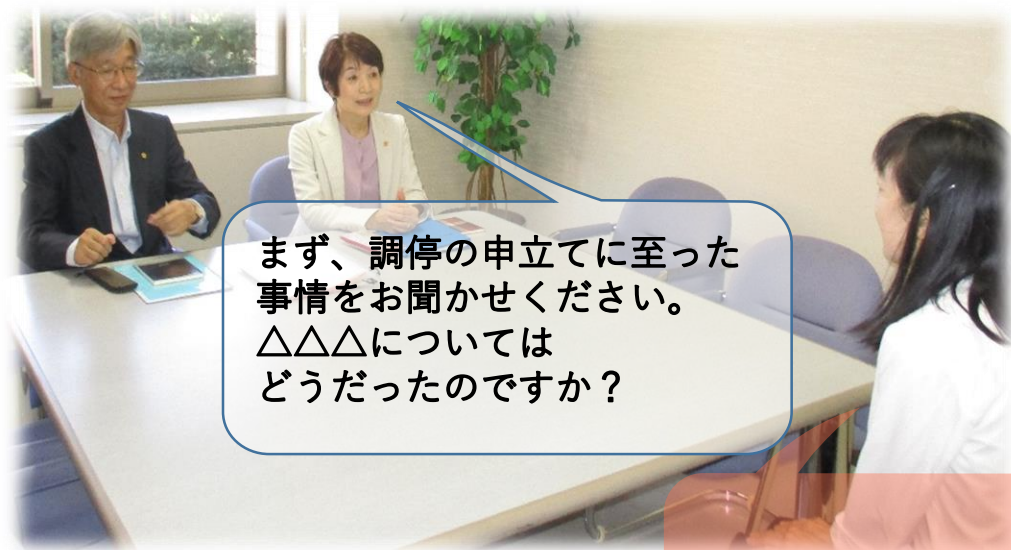 まず、調停の申立てに至った
事情をお聞かせください。
△△△については
どうだったのですか？